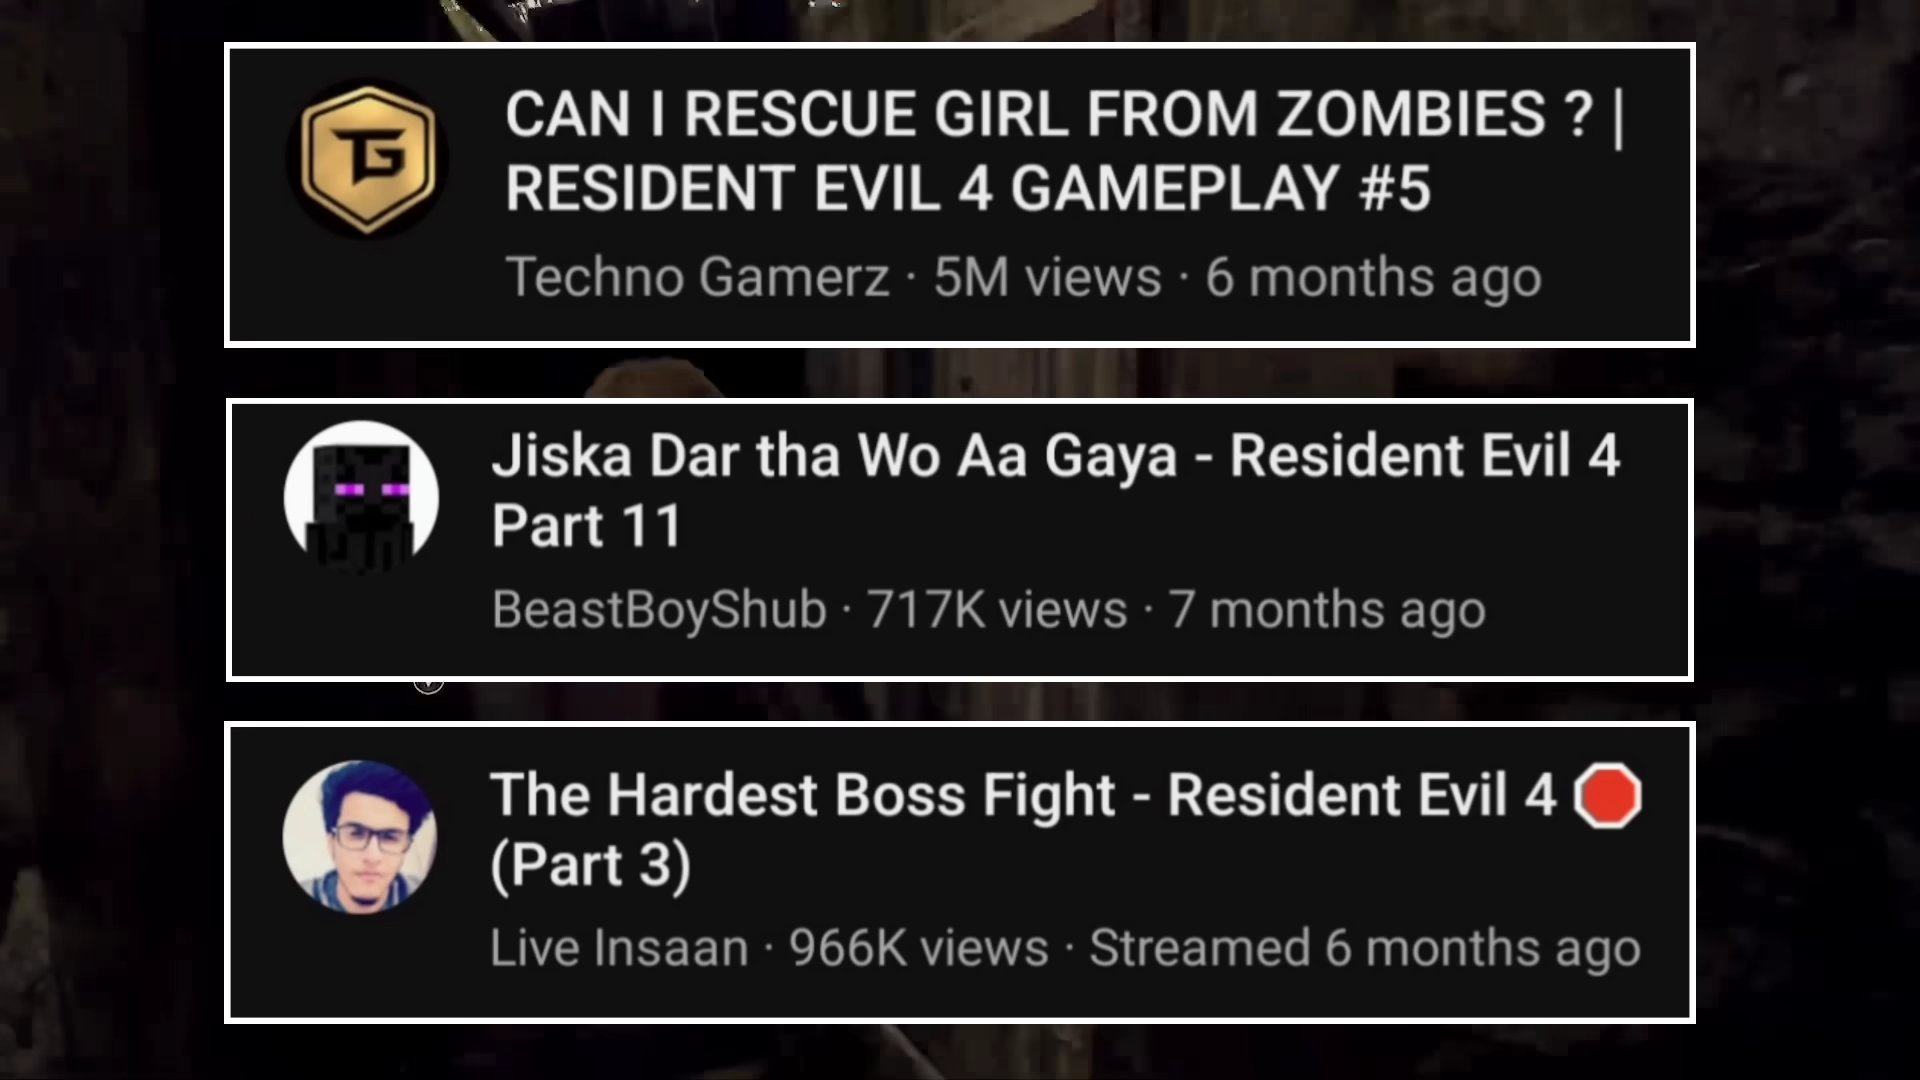 TG
CAN I RESCUE GIRL FROM ZOMBIES ? |
RESIDENT EVIL 4 GAMEPLAY #5
Techno Gamerz · 5M views · 6 months ago
Jiska Dar tha Wo Aa Gaya - Resident Evil 4
Part 11
BeastBoyShub · 717K views · 7 months ago
The Hardest Boss Fight - Resident Evil 4 🛑
(Part 3)
Live Insaan · 966K views · Streamed 6 months ago